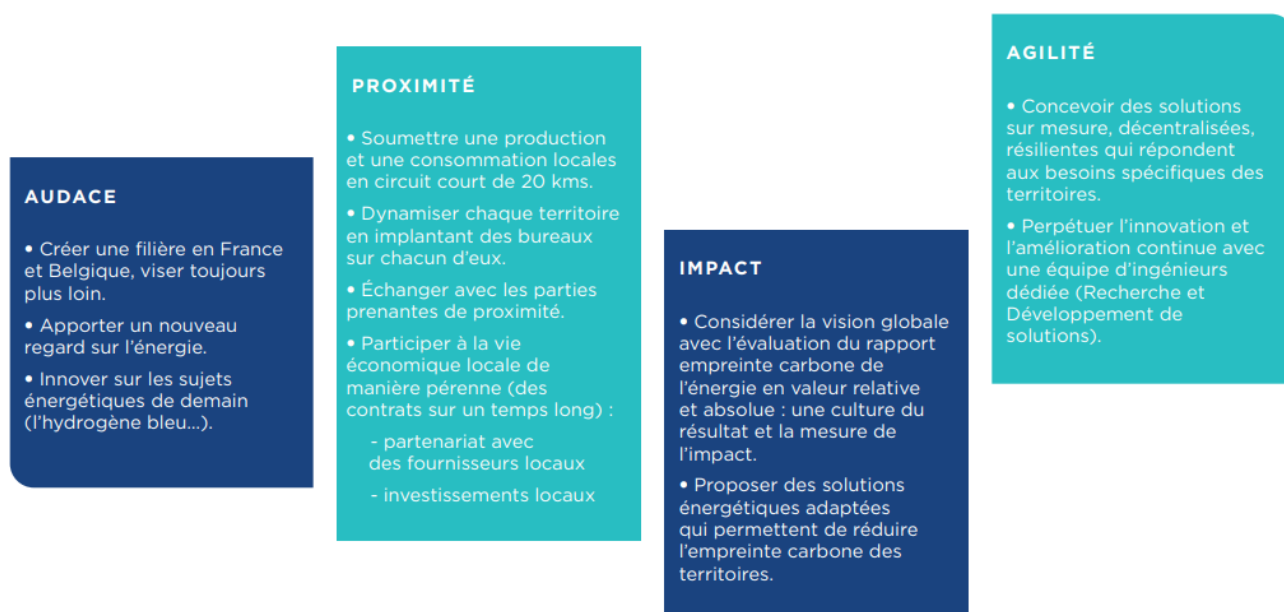 AUDACE
• Créer une filière en France
et Belgique, viser toujours
plus loin.
• Apporter un nouveau
regard sur l’énergie.
• Innover sur les sujets
énergétiques de demain
(l’hydrogène bleu...).
PROXIMITÉ
• Soumettre une production
et une consommation locales
en circuit court de 20 kms.
• Dynamiser chaque territoire
en implantant des bureaux
sur chacun d’eux.
• Échanger avec les parties
prenantes de proximité.
• Participer à la vie
économique locale de
manière pérenne (des
contrats sur un temps long) :
- partenariat avec
des fournisseurs locaux
- investissements locaux
IMPACT
• Considérer la vision globale
avec l’évaluation du rapport
empreinte carbone de
l’énergie en valeur relative
et absolue : une culture du
résultat et la mesure de
l’impact.
• Proposer des solutions
énergétiques adaptées
qui permettent de réduire
l’empreinte carbone des
territoires.
AGILITÉ
• Concevoir des solutions
sur mesure, décentralisées,
résilientes qui répondent
aux besoins spécifiques des
territoires.
• Perpétuer l’innovation et
l’amélioration continue avec
une équipe d’ingénieurs
dédiée (Recherche et
Développement de
solutions).